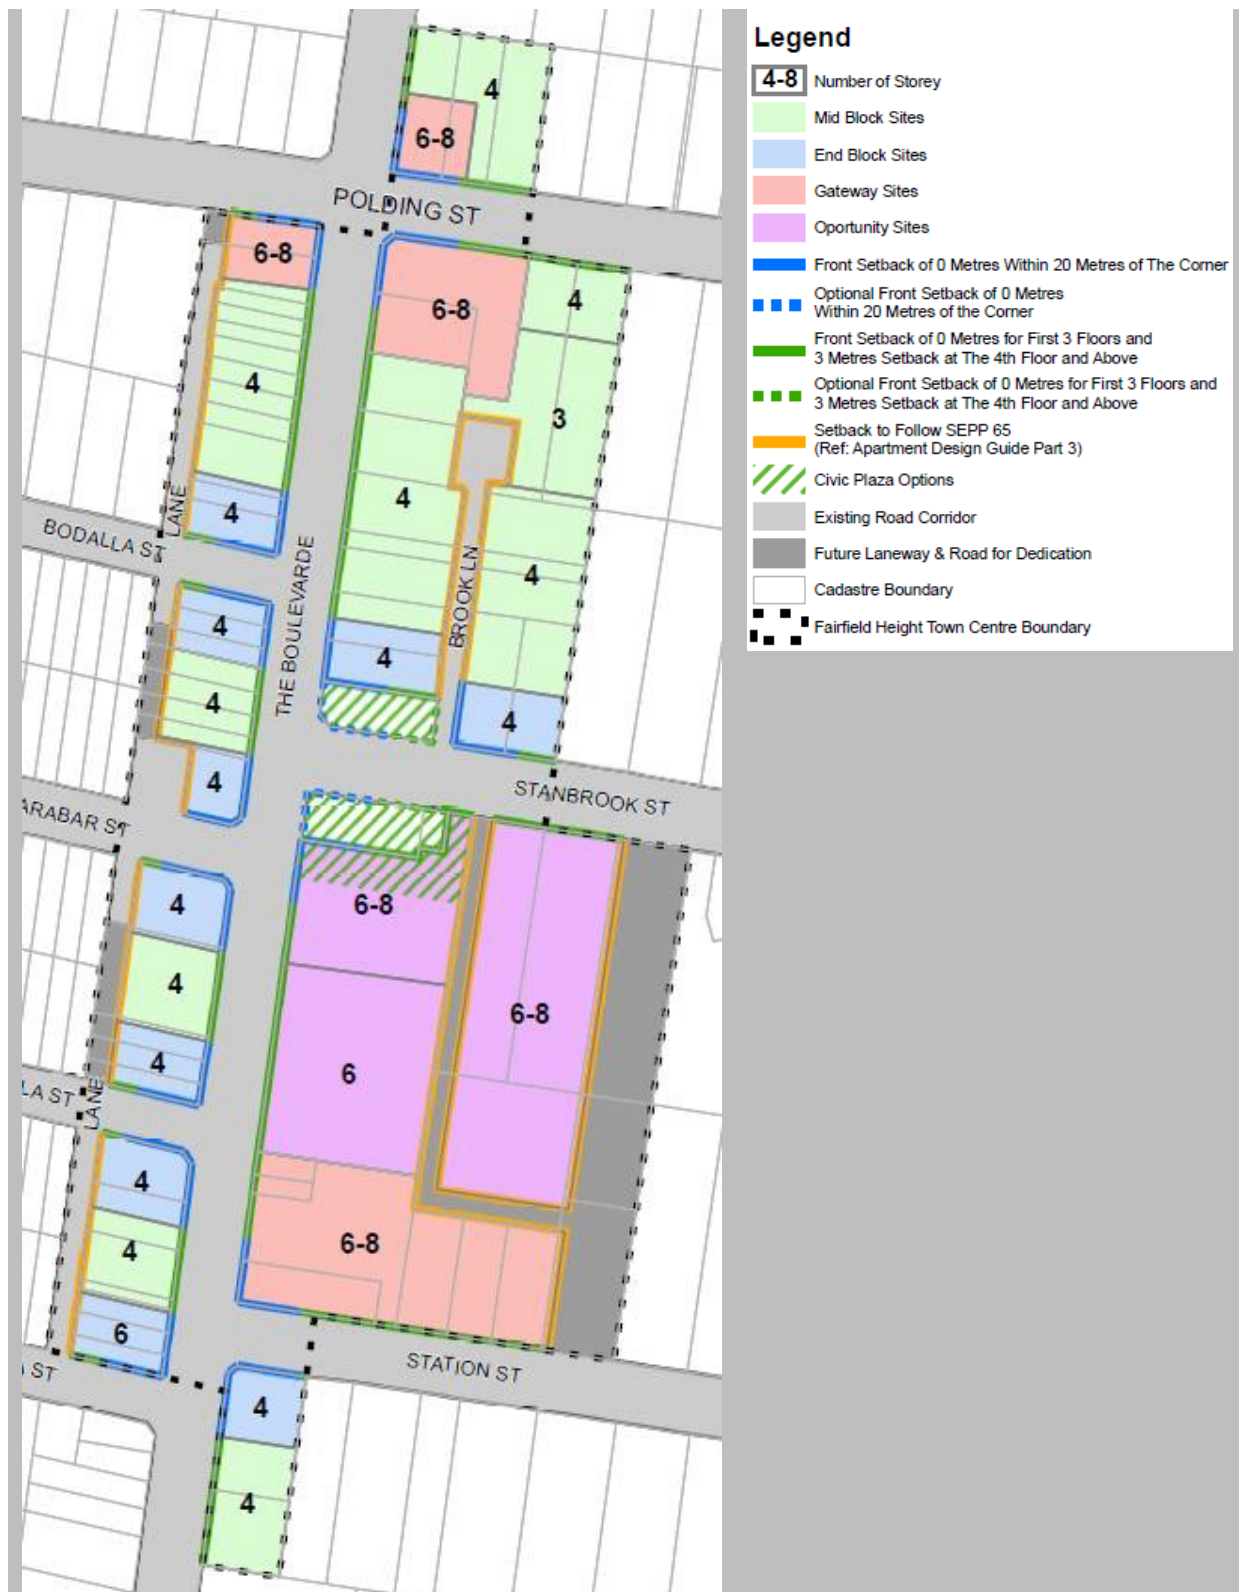 4
6-8
POLDING ST
6-8
6-8
4
4
3
4
4
4
LANE
BODALLA ST
THE BOULEVARDE
BROOK LN
4
4
4
4
4
4
STANBROOK ST
ARABAR ST
4
6-8
4
6-8
4
6
LA ST
LANE
4
4
6-8
6
STATION ST
ST
4
4
Legend
4-8 Number of Storey
Mid Block Sites
End Block Sites
Gateway Sites
Oportunity Sites
Front Setback of 0 Metres Within 20 Metres of The Corner
Optional Front Setback of 0 Metres
Within 20 Metres of the Corner
Front Setback of 0 Metres for First 3 Floors and
3 Metres Setback at The 4th Floor and Above
Optional Front Setback of 0 Metres for First 3 Floors and
3 Metres Setback at The 4th Floor and Above
Setback to Follow SEPP 65
(Ref: Apartment Design Guide Part 3)
Civic Plaza Options
Existing Road Corridor
Future Laneway & Road for Dedication
Cadastre Boundary
Fairfield Height Town Centre Boundary